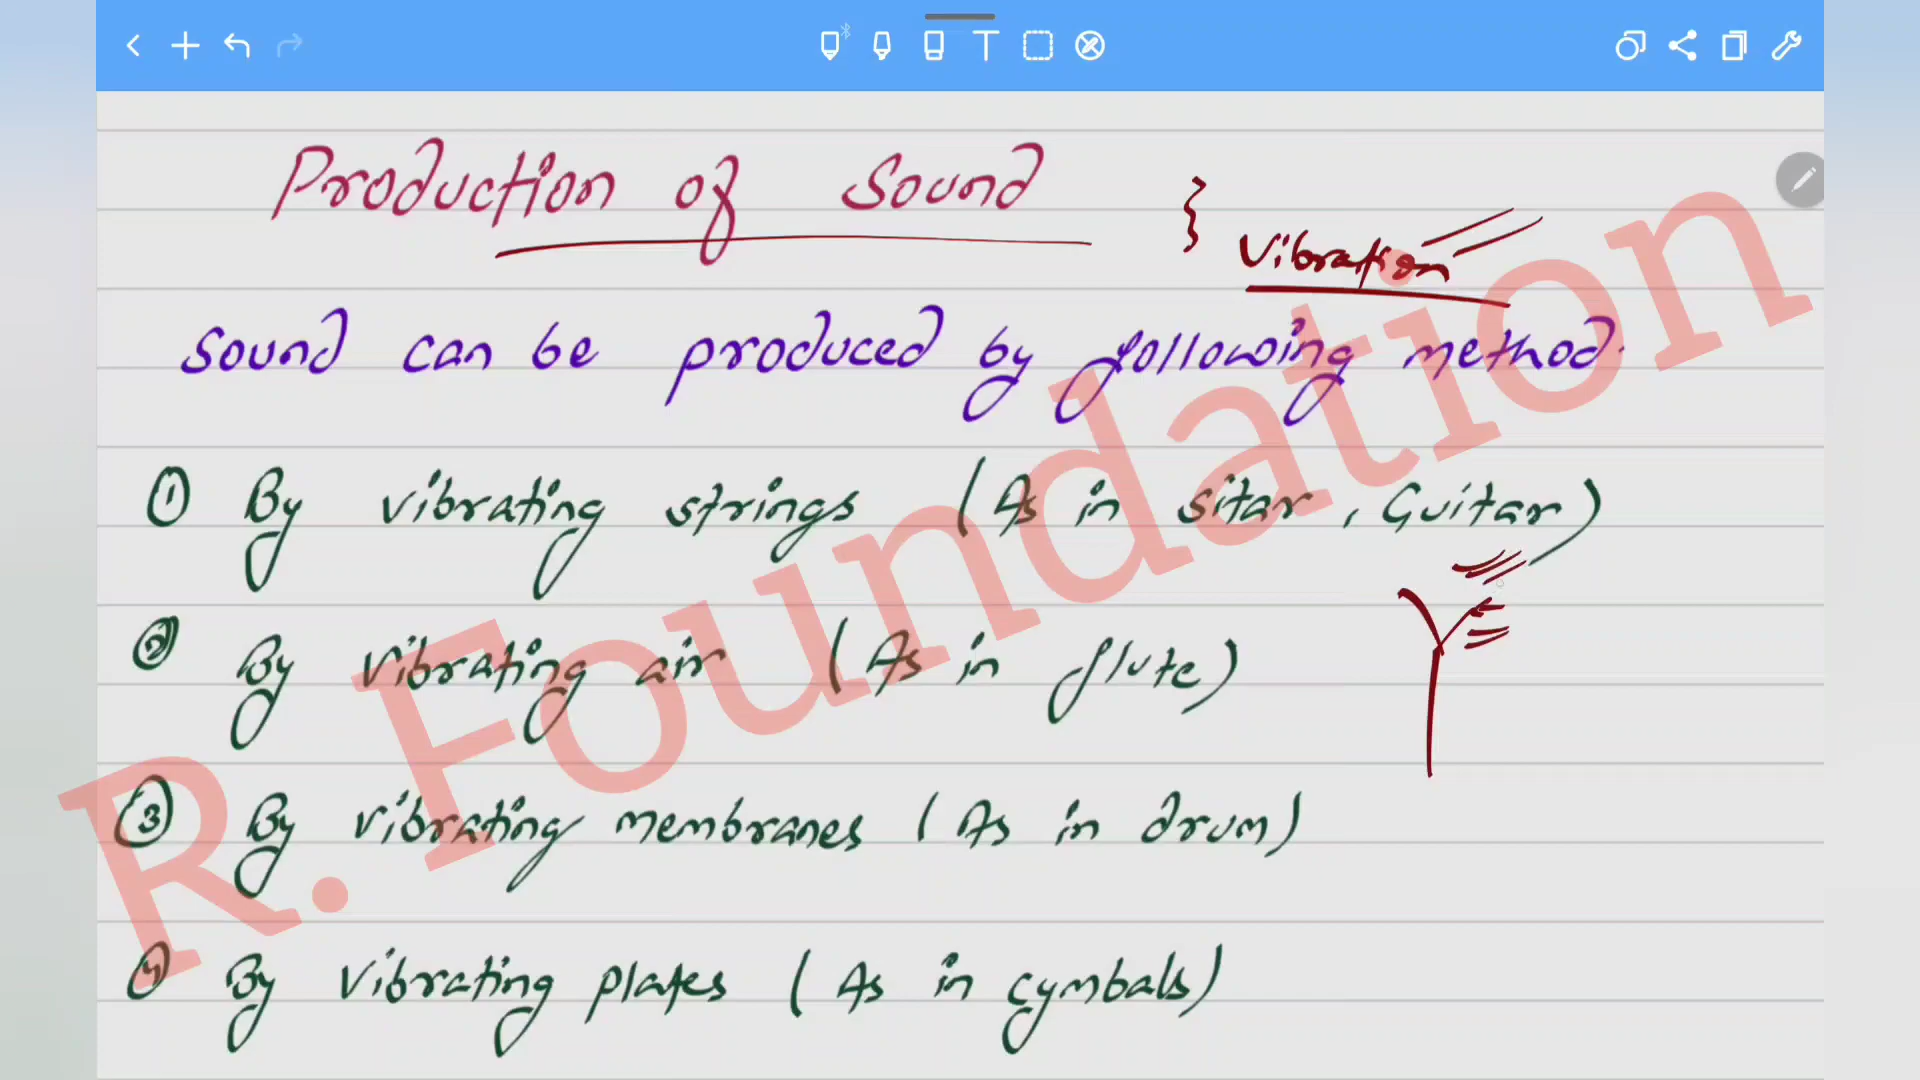 Production of Sound
} Vibration
Sound can be produced by following method.
① By vibrating strings (As in sitar, Guitar)
② By Vibrating air (As in flute)
③ By vibrating membranes (As in drum)
④ By Vibrating plates (As in cymbals)
R. Foundation